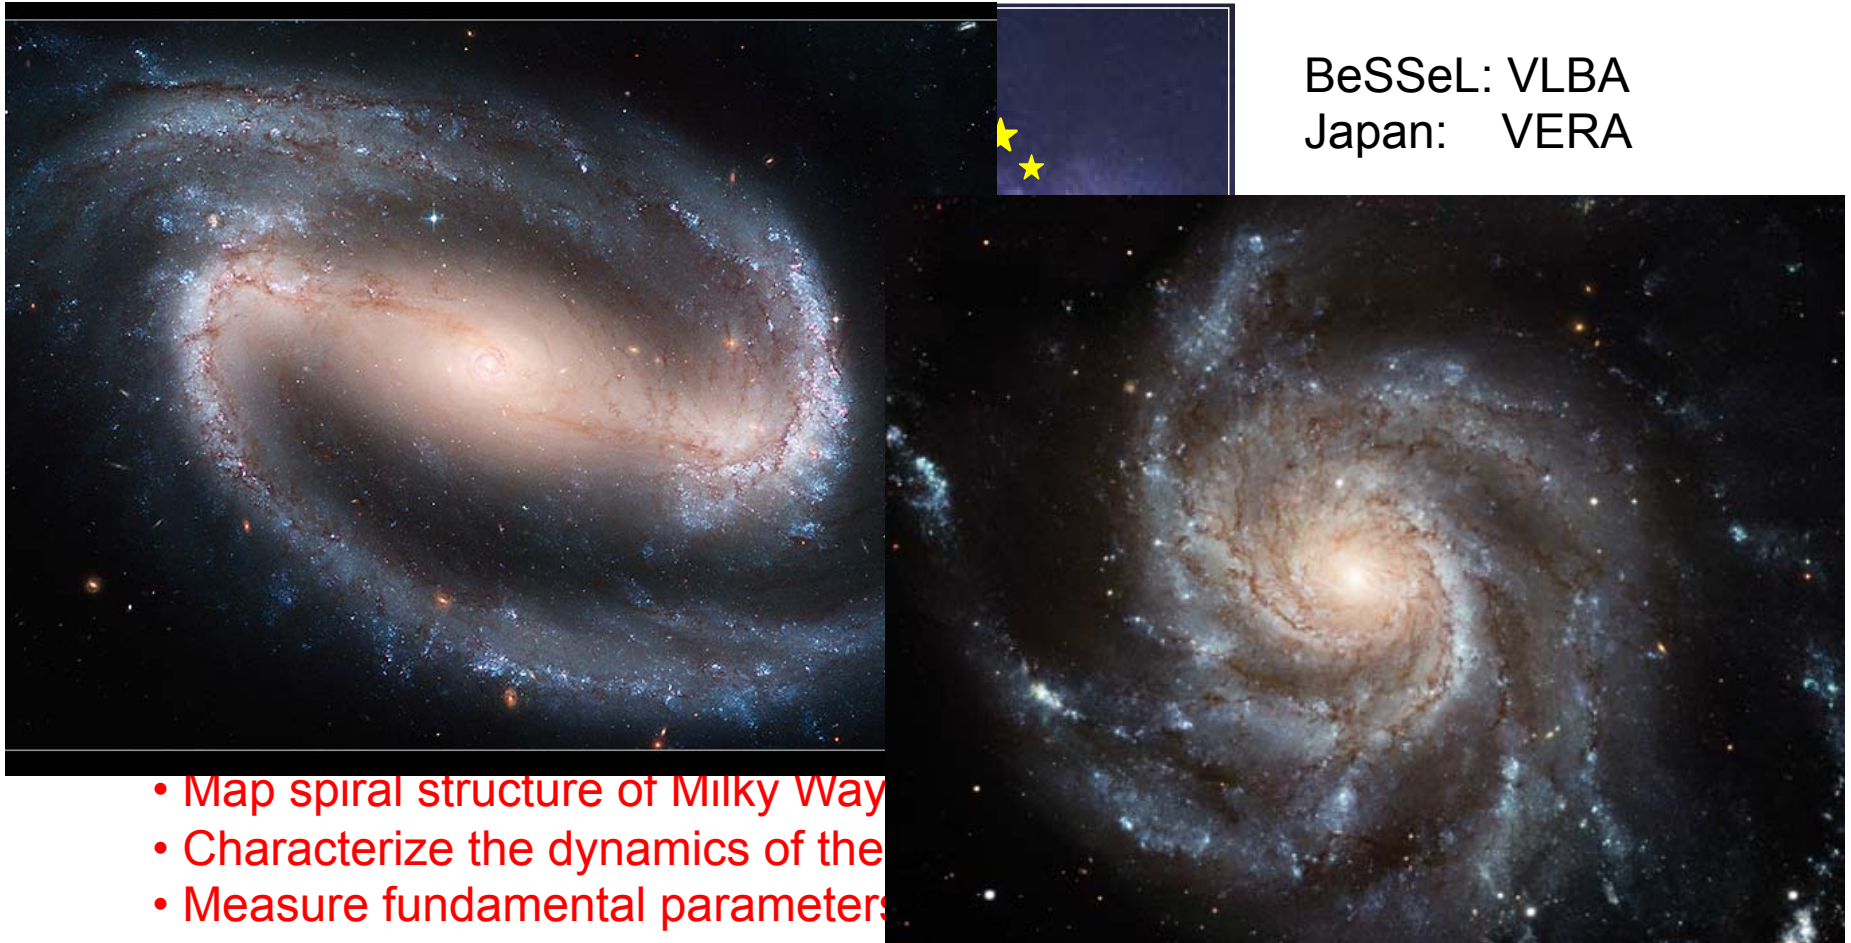 BeSSeL: VLBA
Japan: VERA
• Map spiral structure of Milky Way
• Characterize the dynamics of the
• Measure fundamental parameters